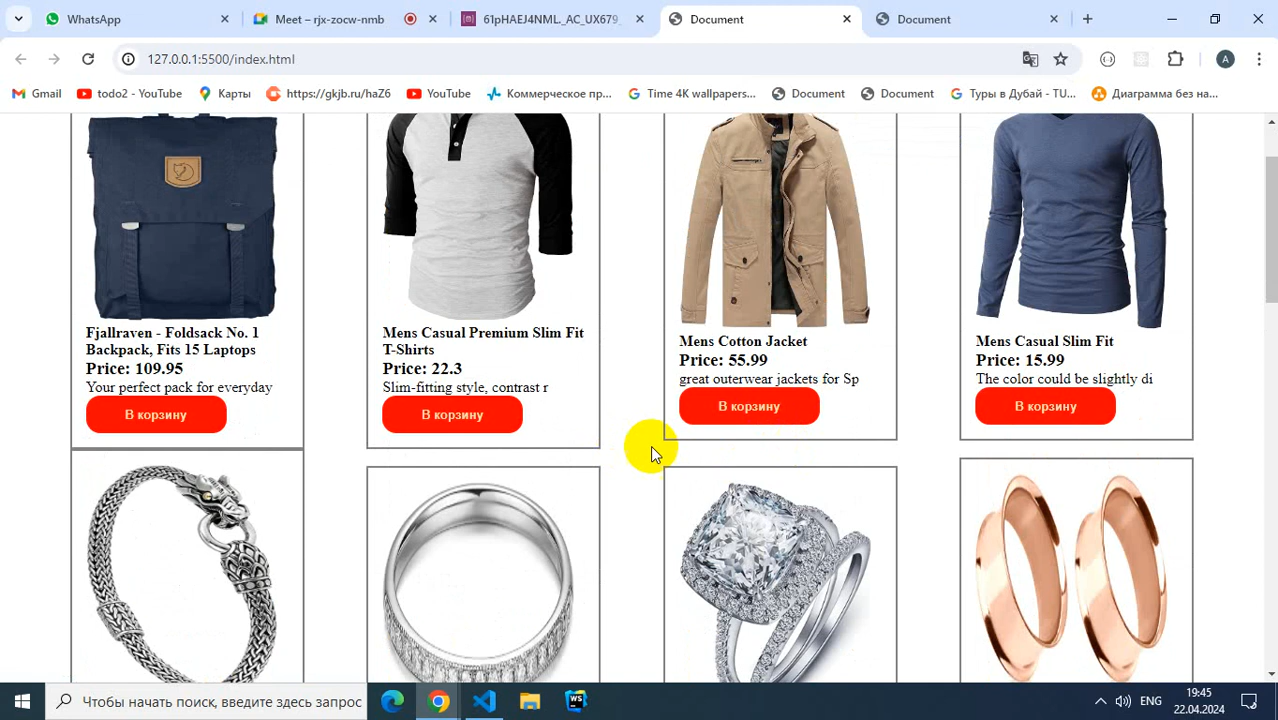 WhatsApp
Meet – rjx-zocw-nmb
61pHAEJ4NML._AC_UX679_
Document
Document
127.0.0.1:5500/index.html
A
Gmail
todo2 - YouTube
Карты
https://gkjb.ru/haZ6
YouTube
Коммерческое пр...
Time 4K wallpapers...
Document
Document
Туры в Дубай - TU...
Диаграмма без на...
Fjallraven - Foldsack No. 1
Backpack, Fits 15 Laptops
Price: 109.95
Your perfect pack for everyday
В корзину
Mens Casual Premium Slim Fit
T-Shirts
Price: 22.3
Slim-fitting style, contrast r
В корзину
Mens Cotton Jacket
Price: 55.99
great outerwear jackets for Sp
В корзину
Mens Casual Slim Fit
Price: 15.99
The color could be slightly di
В корзину
Чтобы начать поиск, введите здесь запрос
WS
ENG
19:45
22.04.2024